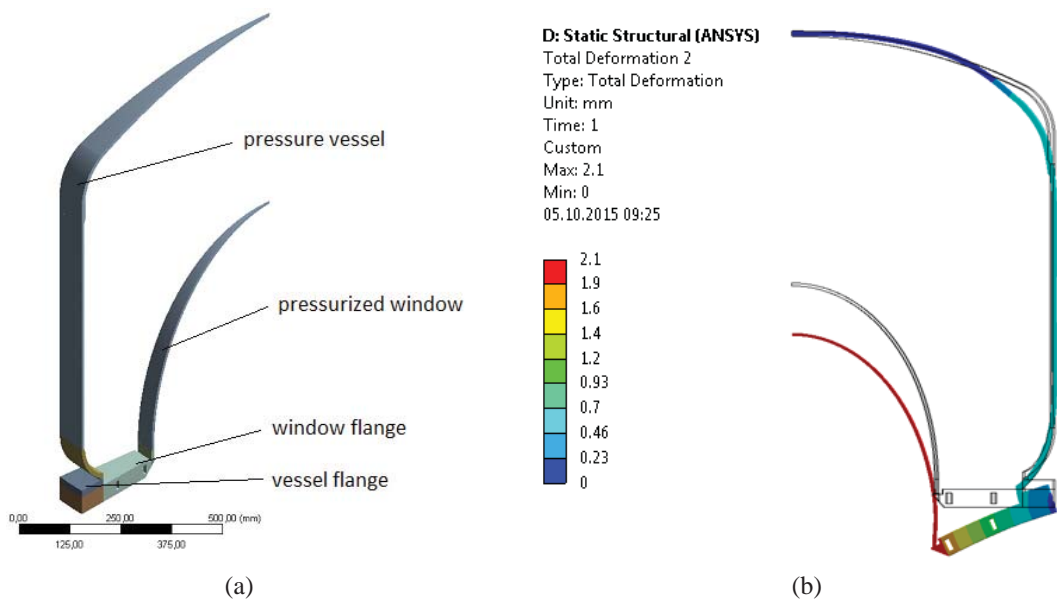 pressure vessel
pressurized window
window flange
vessel flange
0,00 250,00 500,00 (mm)
125,00 375,00
(a)
D: Static Structural (ANSYS)
Total Deformation 2
Type: Total Deformation
Unit: mm
Time: 1
Custom
Max: 2.1
Min: 0
05.10.2015 09:25
2.1
1.9
1.6
1.4
1.2
0.93
0.7
0.46
0.23
0
(b)